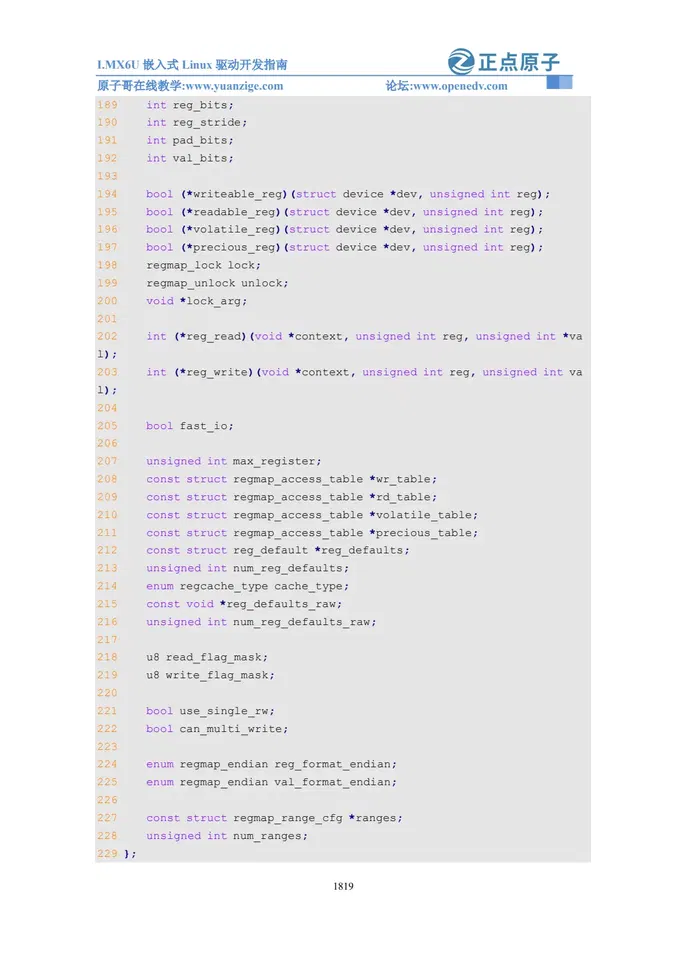 I.MX6U 嵌入式 Linux 驱动开发指南
正点原子
原子哥在线教学:www.yuanzige.com 论坛:www.openedv.com
189 int reg_bits;
190 int reg_stride;
191 int pad_bits;
192 int val_bits;
193
194 bool (*writeable_reg)(struct device *dev, unsigned int reg);
195 bool (*readable_reg)(struct device *dev, unsigned int reg);
196 bool (*volatile_reg)(struct device *dev, unsigned int reg);
197 bool (*precious_reg)(struct device *dev, unsigned int reg);
198 regmap_lock lock;
199 regmap_unlock unlock;
200 void *lock_arg;
201
202 int (*reg_read)(void *context, unsigned int reg, unsigned int *va
l);
203 int (*reg_write)(void *context, unsigned int reg, unsigned int va
l);
204
205 bool fast_io;
206
207 unsigned int max_register;
208 const struct regmap_access_table *wr_table;
209 const struct regmap_access_table *rd_table;
210 const struct regmap_access_table *volatile_table;
211 const struct regmap_access_table *precious_table;
212 const struct reg_default *reg_defaults;
213 unsigned int num_reg_defaults;
214 enum regcache_type cache_type;
215 const void *reg_defaults_raw;
216 unsigned int num_reg_defaults_raw;
217
218 u8 read_flag_mask;
219 u8 write_flag_mask;
220
221 bool use_single_rw;
222 bool can_multi_write;
223
224 enum regmap_endian reg_format_endian;
225 enum regmap_endian val_format_endian;
226
227 const struct regmap_range_cfg *ranges;
228 unsigned int num_ranges;
229 };
1819